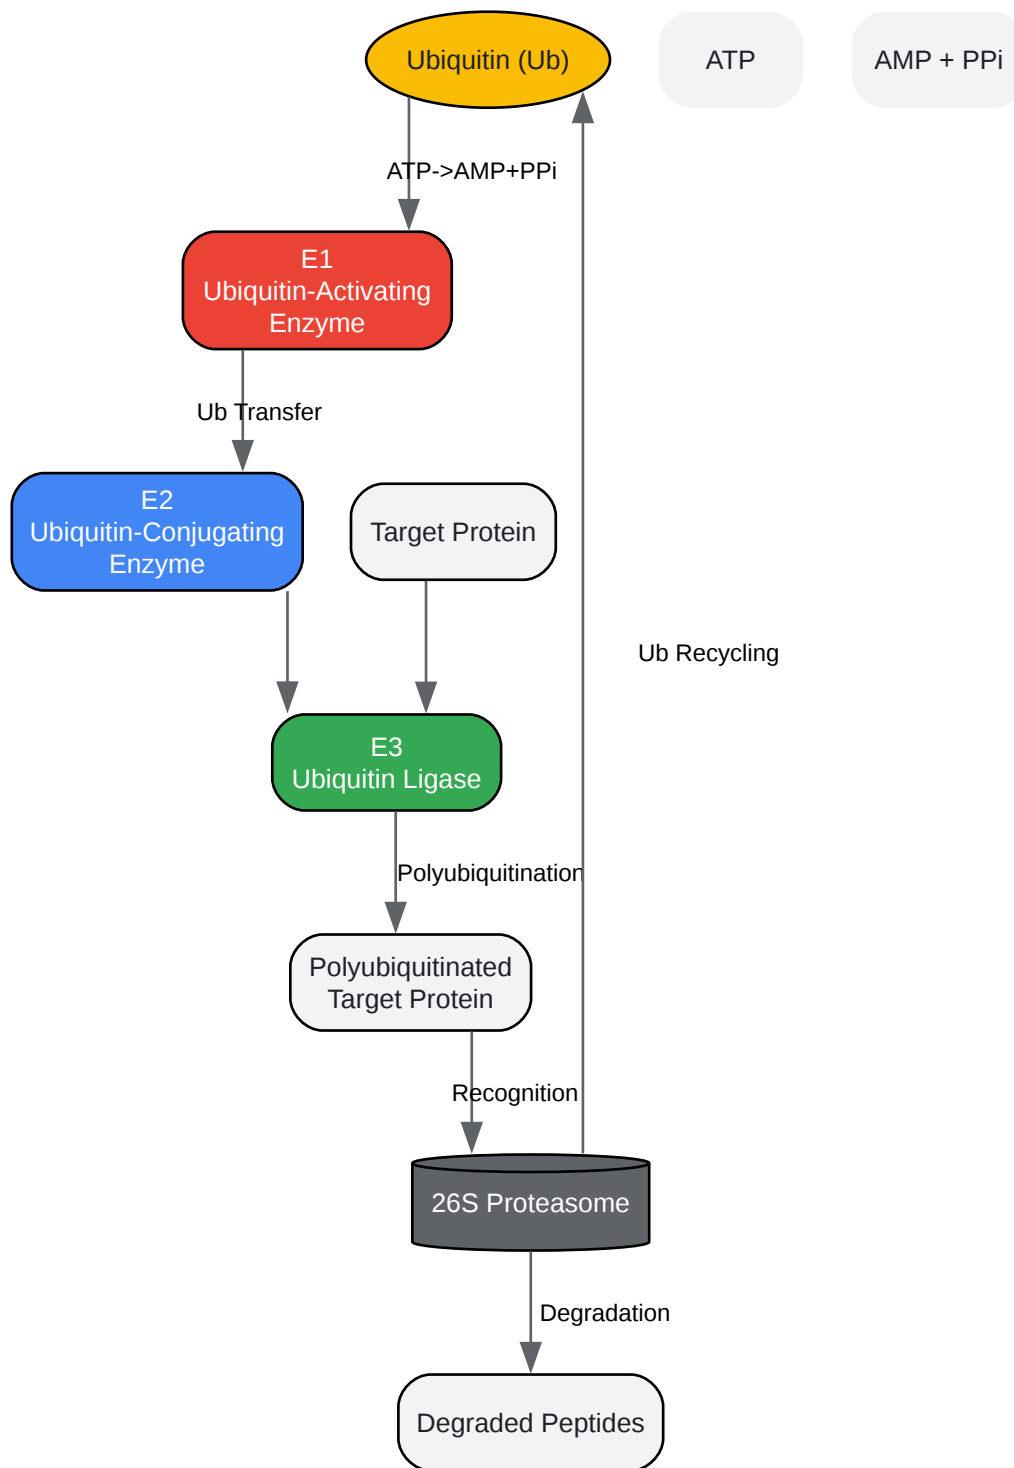 Ubiquitin (Ub)
ATP
AMP + PPi
ATP->AMP+PPi
E1
Ubiquitin-Activating
Enzyme
Ub Transfer
E2
Ubiquitin-Conjugating
Enzyme
Target Protein
Ub Recycling
E3
Ubiquitin Ligase
Polyubiquitination
Polyubiquitinated
Target Protein
Recognition
26S Proteasome
Degradation
Degraded Peptides